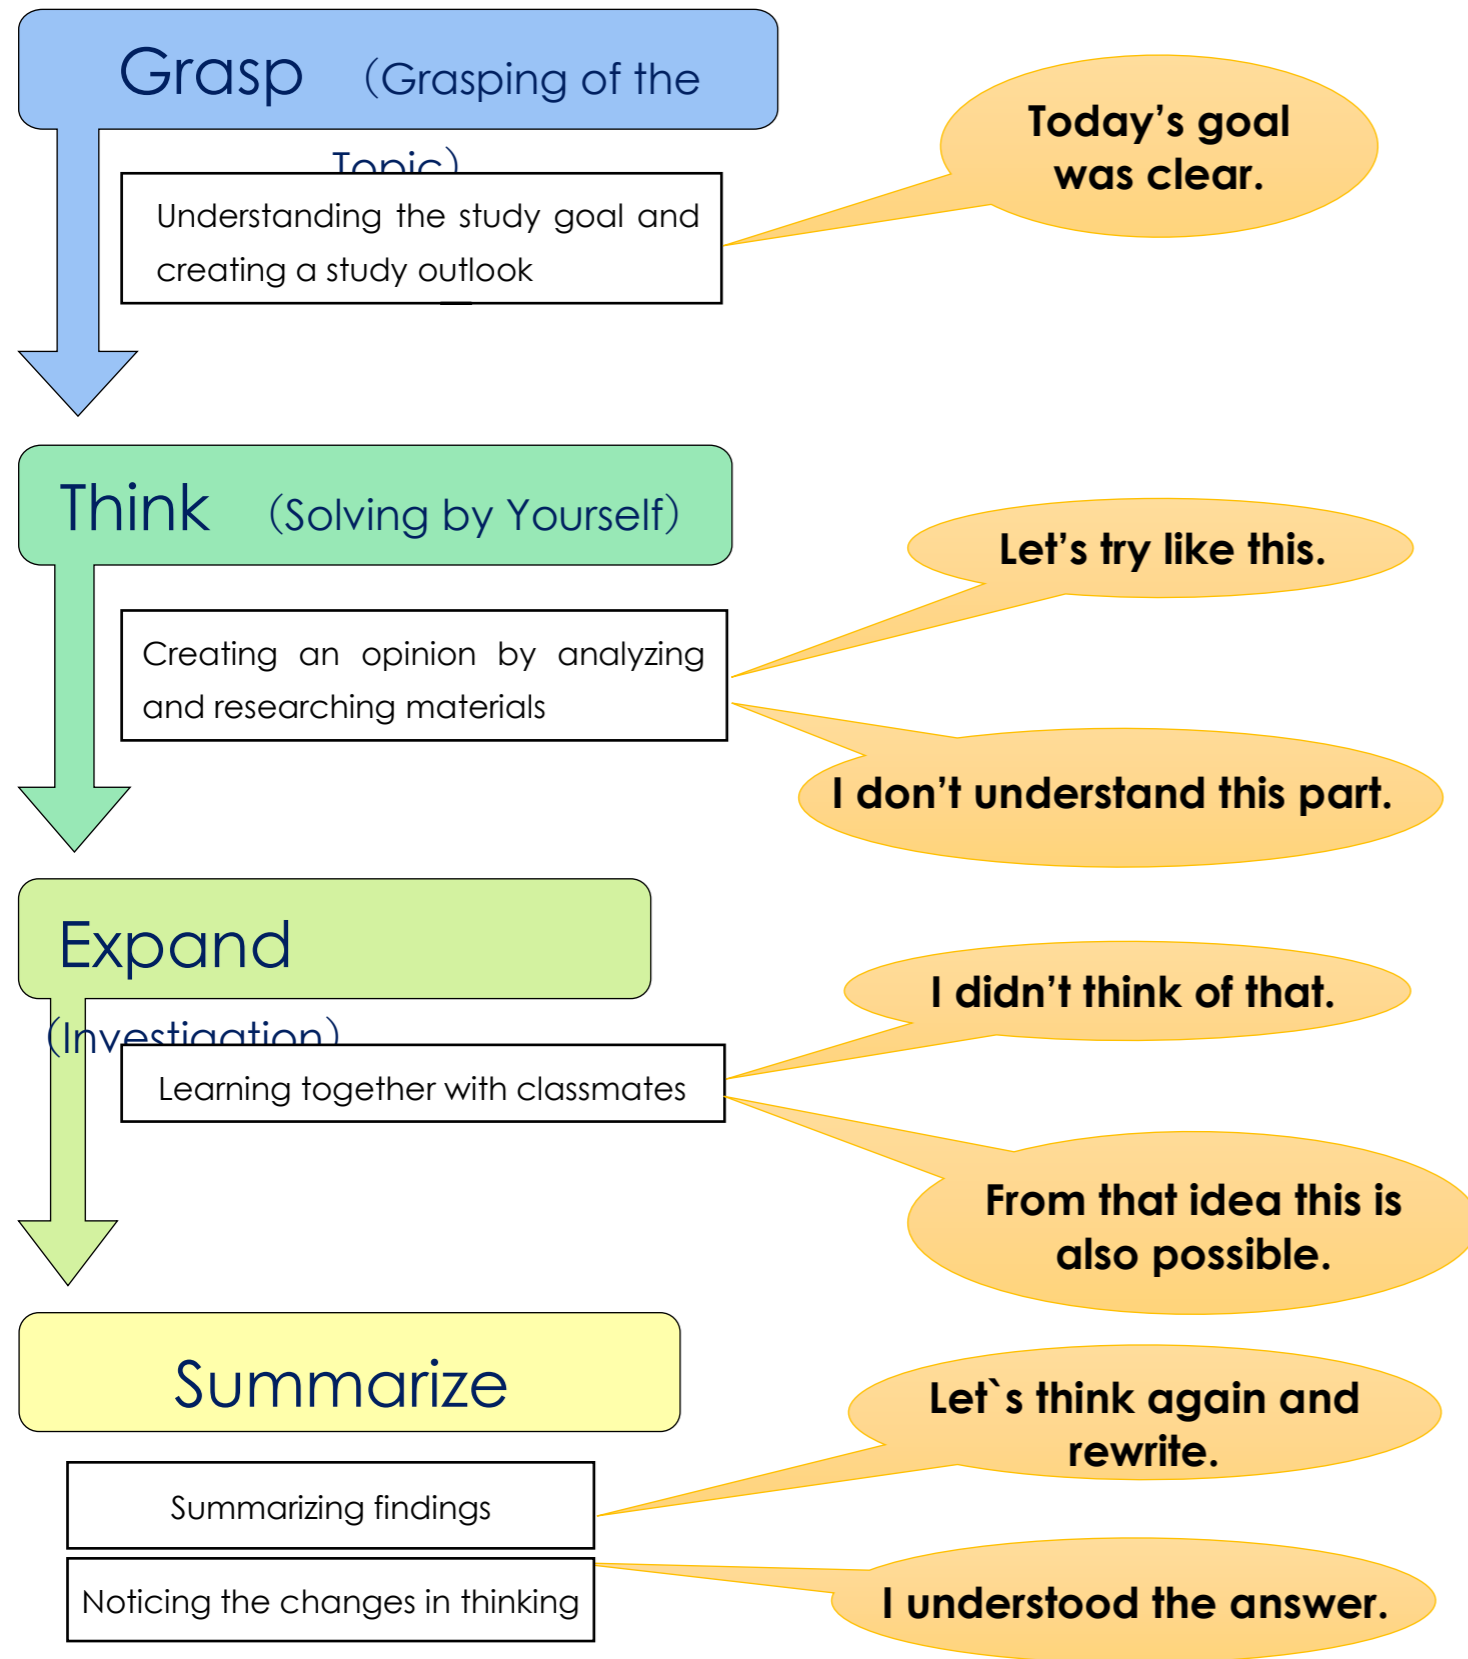 Grasp （Grasping of the
Topic）
Today’s goal
was clear.
Understanding the study goal and
creating a study outlook
Think （Solving by Yourself）
Let’s try like this.
Creating an opinion by analyzing
and researching materials
I don’t understand this part.
Expand
（Investigation）
I didn’t think of that.
Learning together with classmates
From that idea this is
also possible.
Summarize
Let`s think again and
rewrite.
Summarizing findings
Noticing the changes in thinking
I understood the answer.